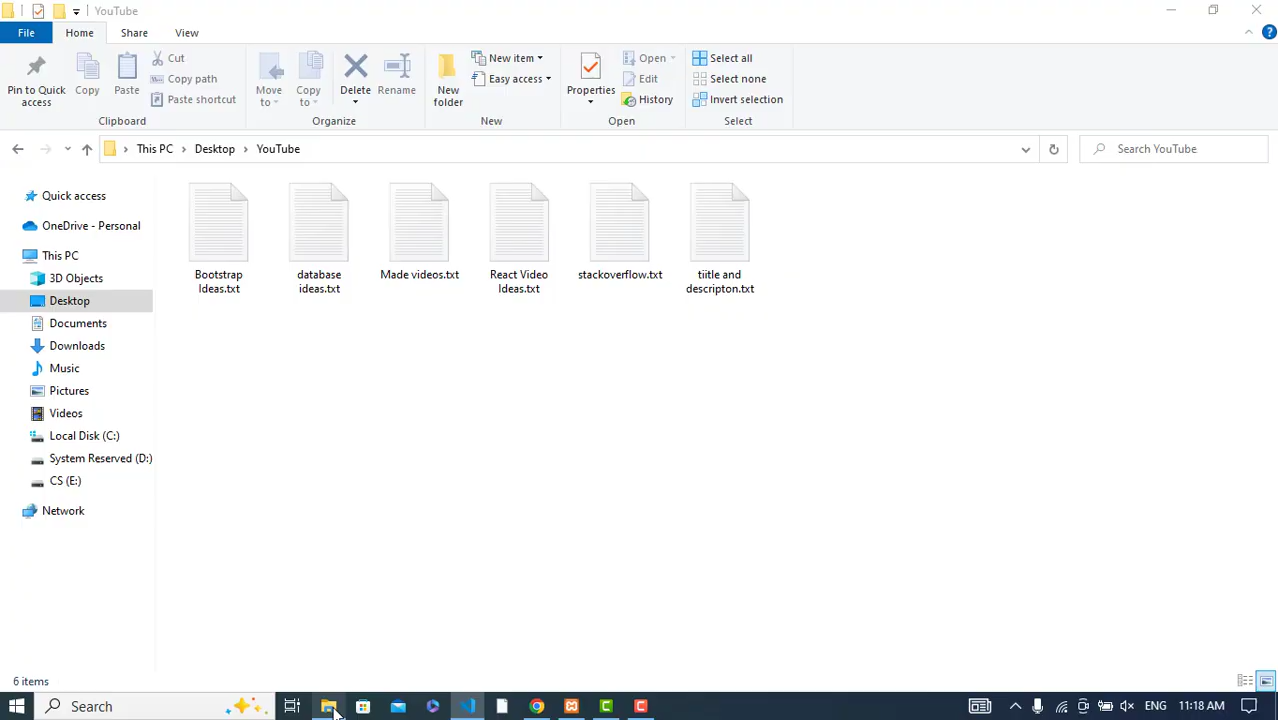 YouTube
File Home Share View
Pin to Quick access
Copy
Paste
Cut
Copy path
Paste shortcut
Clipboard
Move to
Copy to
Delete
Rename
Organize
New folder
New item
Easy access
New
Properties
Open
Edit
History
Open
Select all
Select none
Invert selection
Select
This PC Desktop YouTube
Search YouTube
Quick access
OneDrive - Personal
This PC
3D Objects
Desktop
Documents
Downloads
Music
Pictures
Videos
Local Disk (C:)
System Reserved (D:)
CS (E:)
Network
Bootstrap
Ideas.txt
database
ideas.txt
Made videos.txt
React Video
Ideas.txt
stackoverflow.txt
tiitle and
descripton.txt
6 items
Search
ENG 11:18 AM